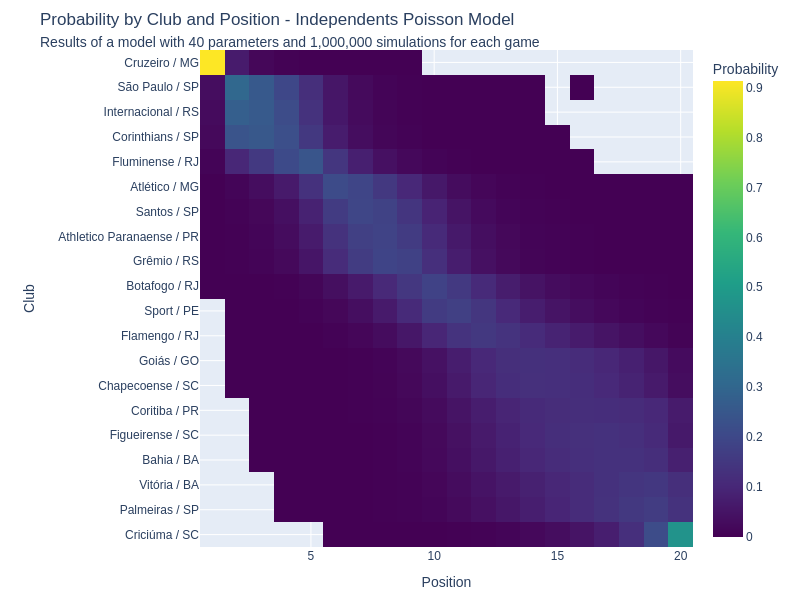 Probability by Club and Position - Independents Poisson Model
Results of a model with 40 parameters and 1,000,000 simulations for each game
Cruzeiro / MG
São Paulo / SP
Internacional / RS
Corinthians / SP
Fluminense / RJ
Atlético / MG
Santos / SP
Athletico Paranaense / PR
Grêmio / RS
Botafogo / RJ
Sport / PE
Flamengo / RJ
Goiás / GO
Chapecoense / SC
Coritiba / PR
Figueirense / SC
Bahia / BA
Vitória / BA
Palmeiras / SP
Criciúma / SC
Club
5
10
15
20
Position
Probability
0.9
0.8
0.7
0.6
0.5
0.4
0.3
0.2
0.1
0